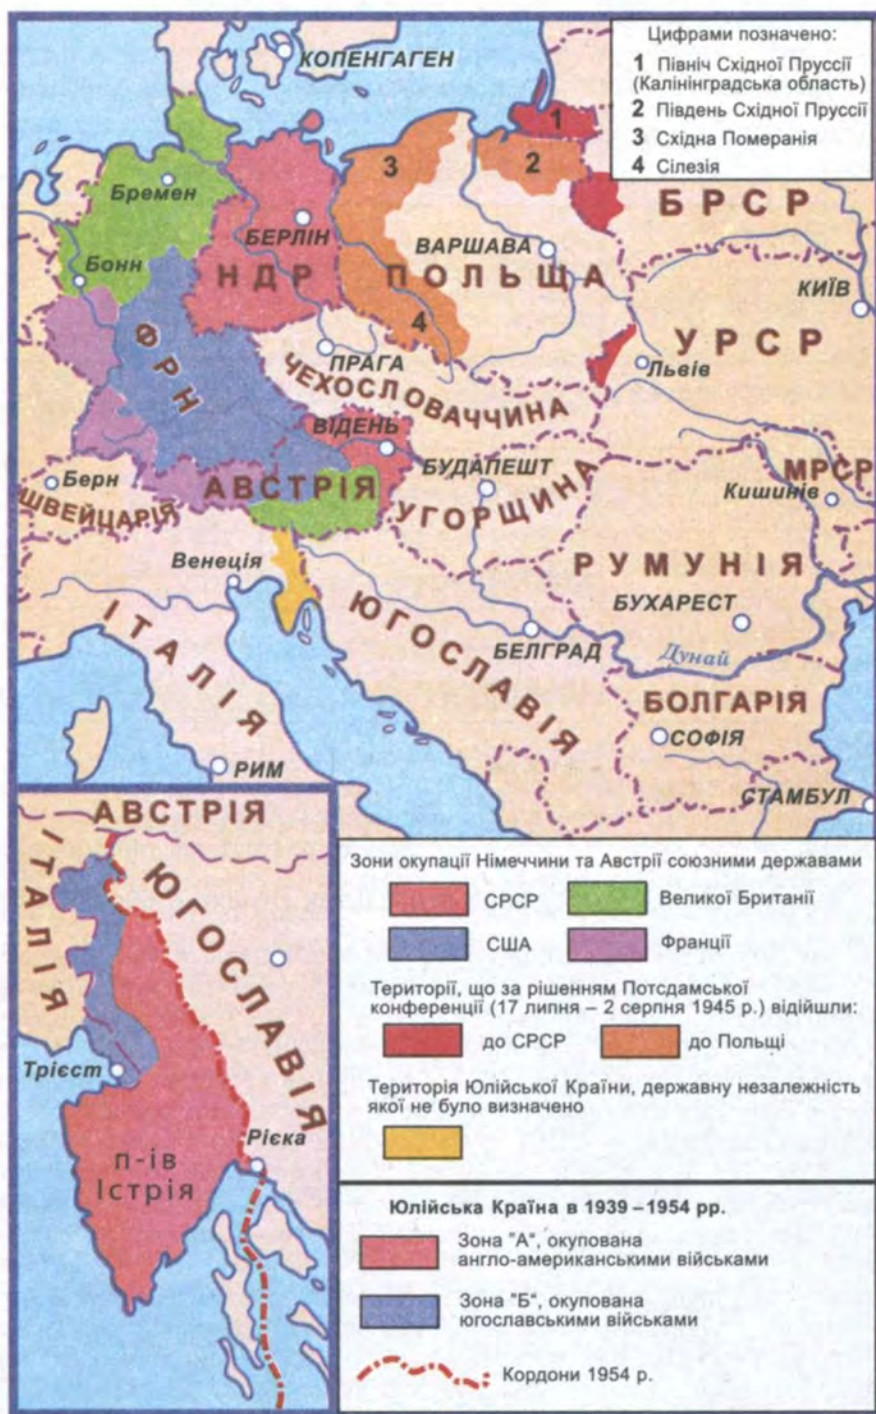 Цифрами позначено:
1 Північ Східної Пруссії
(Калінінградська область)
2 Південь Східної Пруссії
3 Східна Померанія
4 Сілезія
КОПЕНГАГЕН
1
2
3
Бремен
БЕРЛІН
ВАРШАВА
БРСР
Бонн
НДР
ПОЛЬЩА
КИЇВ
4
УРСР
ФРН
ПРАГА
Львів
ЧЕХОСЛОВАЧЧИНА
ВІДЕНЬ
БУДАПЕШТ
МРСР
Берн
АВСТРІЯ
УГОРЩИНА
Кишинів
ШВЕЙЦАРІЯ
Венеція
РУМУНІЯ
БУХАРЕСТ
ІТАЛІЯ
ЮГОСЛАВІЯ
БЕЛГРАД
Дунай
БОЛГАРІЯ
СОФІЯ
РИМ
СТАМБУЛ
АВСТРІЯ
ІТАЛІЯ
ЮГОСЛАВІЯ
Трієст
Рієка
п-ів
Істрія
Зони окупації Німеччини та Австрії союзними державами
СРСР
Великої Британії
США
Франції
Території, що за рішенням Потсдамської
конференції (17 липня – 2 серпня 1945 р.) відійшли:
до СРСР
до Польщі
Територія Юлійської Країни, державну незалежність
якої не було визначено
Юлійська Країна в 1939 – 1954 рр.
Зона "А", окупована
англо-американськими військами
Зона "Б", окупована
югославськими військами
Кордони 1954 р.